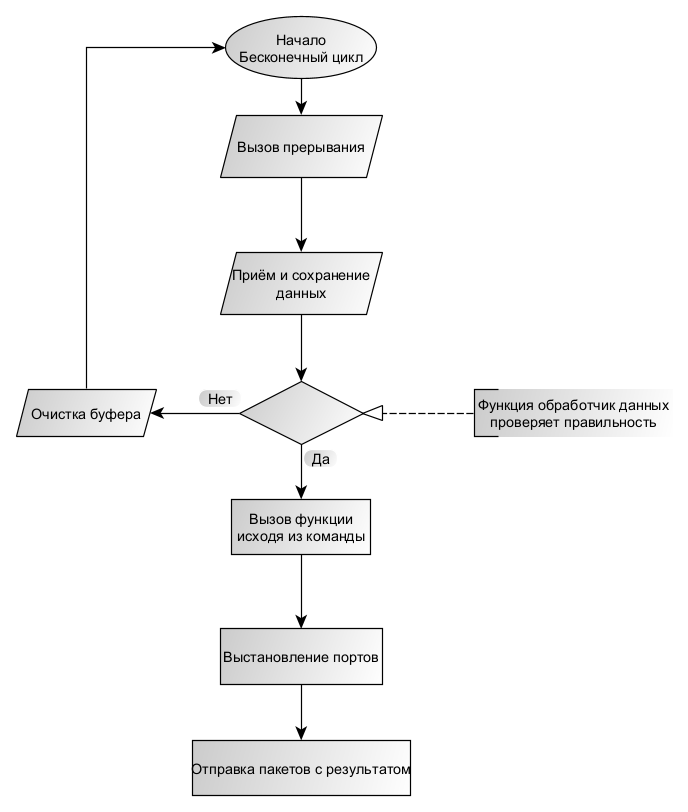 Начало
Бесконечный цикл
Вызов прерывания
Приём и сохранение
данных
Нет
Очистка буфера
Функция обработчик данных
проверяет правильность
Да
Вызов функции
исходя из команды
Выстановление портов
Отправка пакетов с результатом